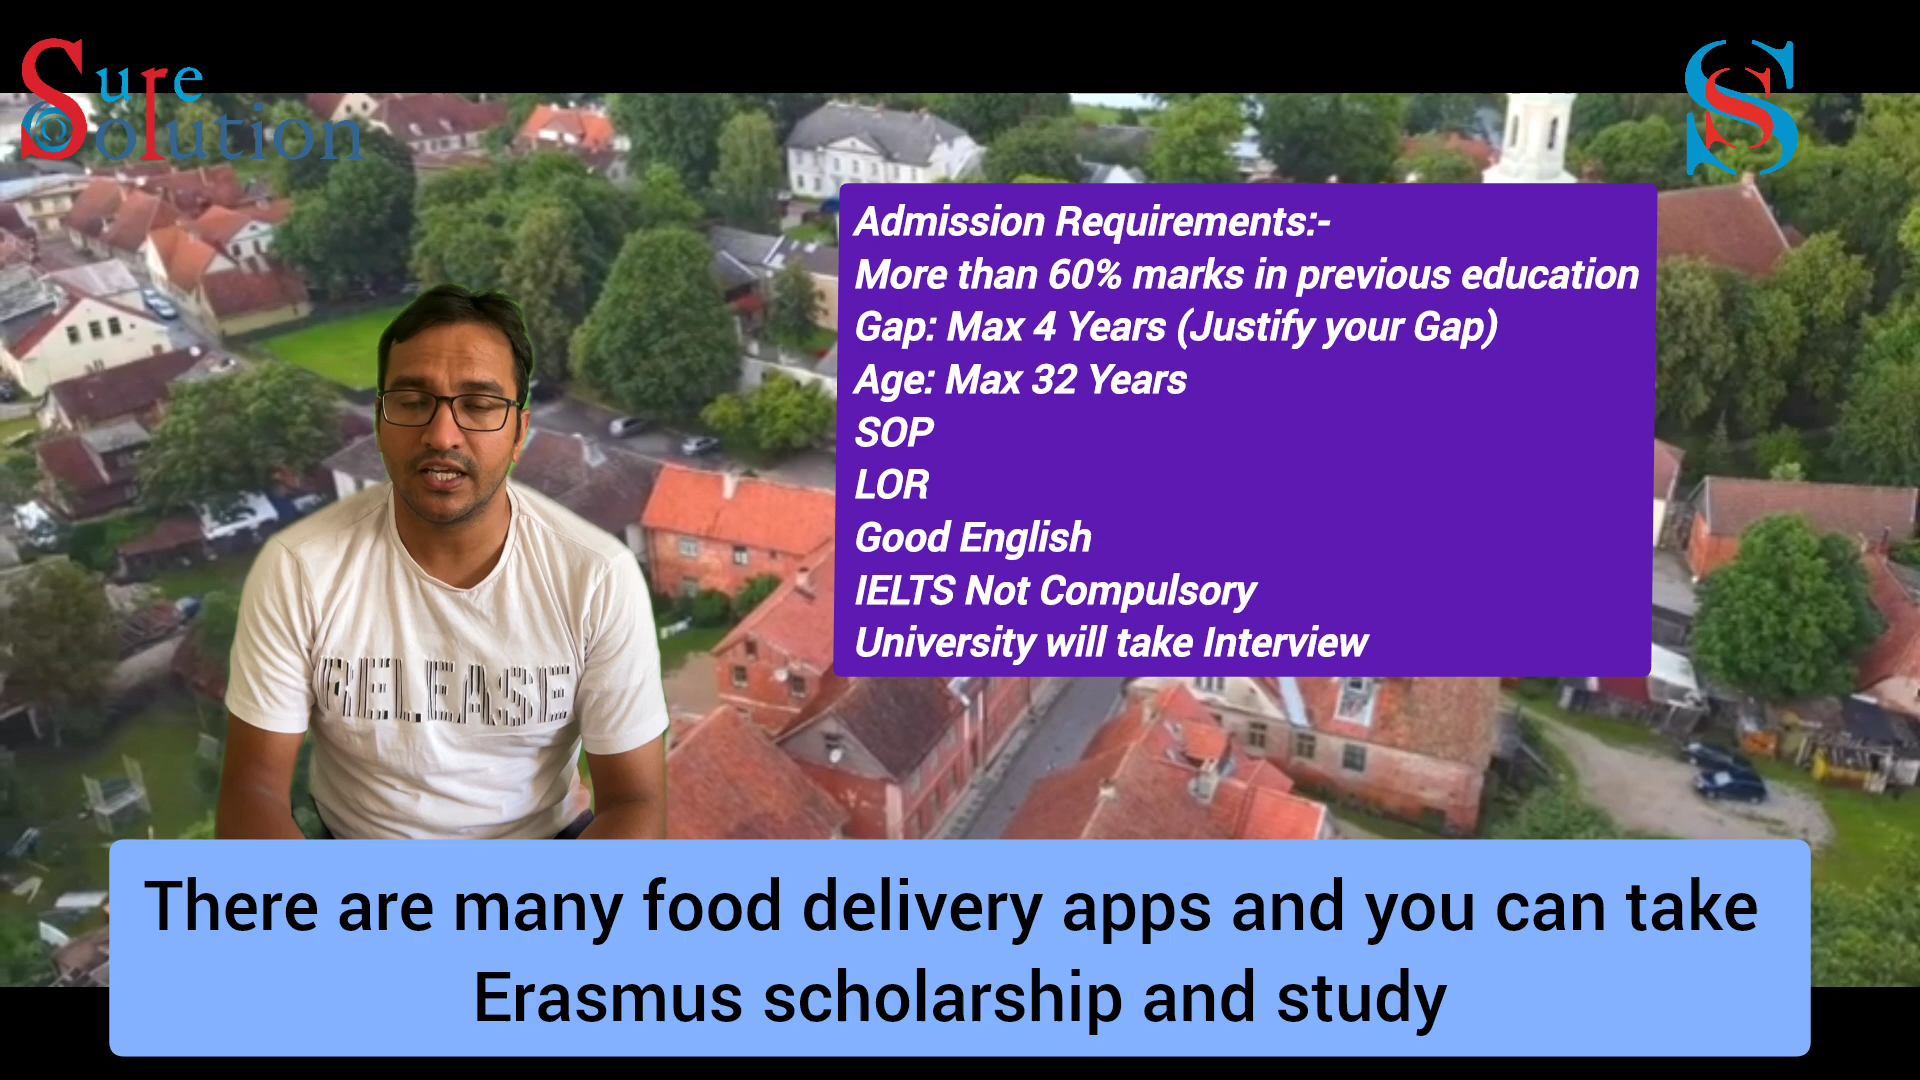 Sure
Solution
SS
Admission Requirements:-
More than 60% marks in previous education
Gap: Max 4 Years (Justify your Gap)
Age: Max 32 Years
SOP
LOR
Good English
IELTS Not Compulsory
University will take Interview
RELEASE
There are many food delivery apps and you can take
Erasmus scholarship and study